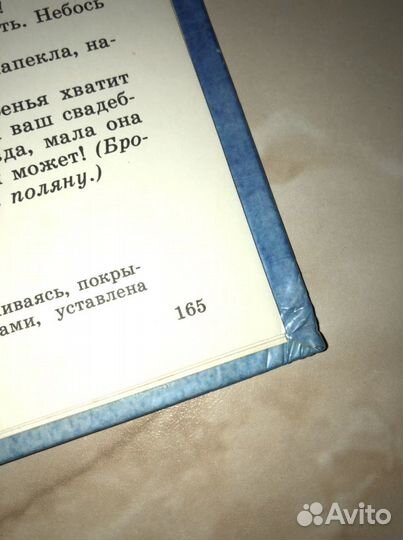 ть. Небось
апекла, на-
енья хватит
ваш свадеб-
да, мала она
может! (Бро-
поляну.)
иваясь, покры-
ами, уставлена
165
Avito